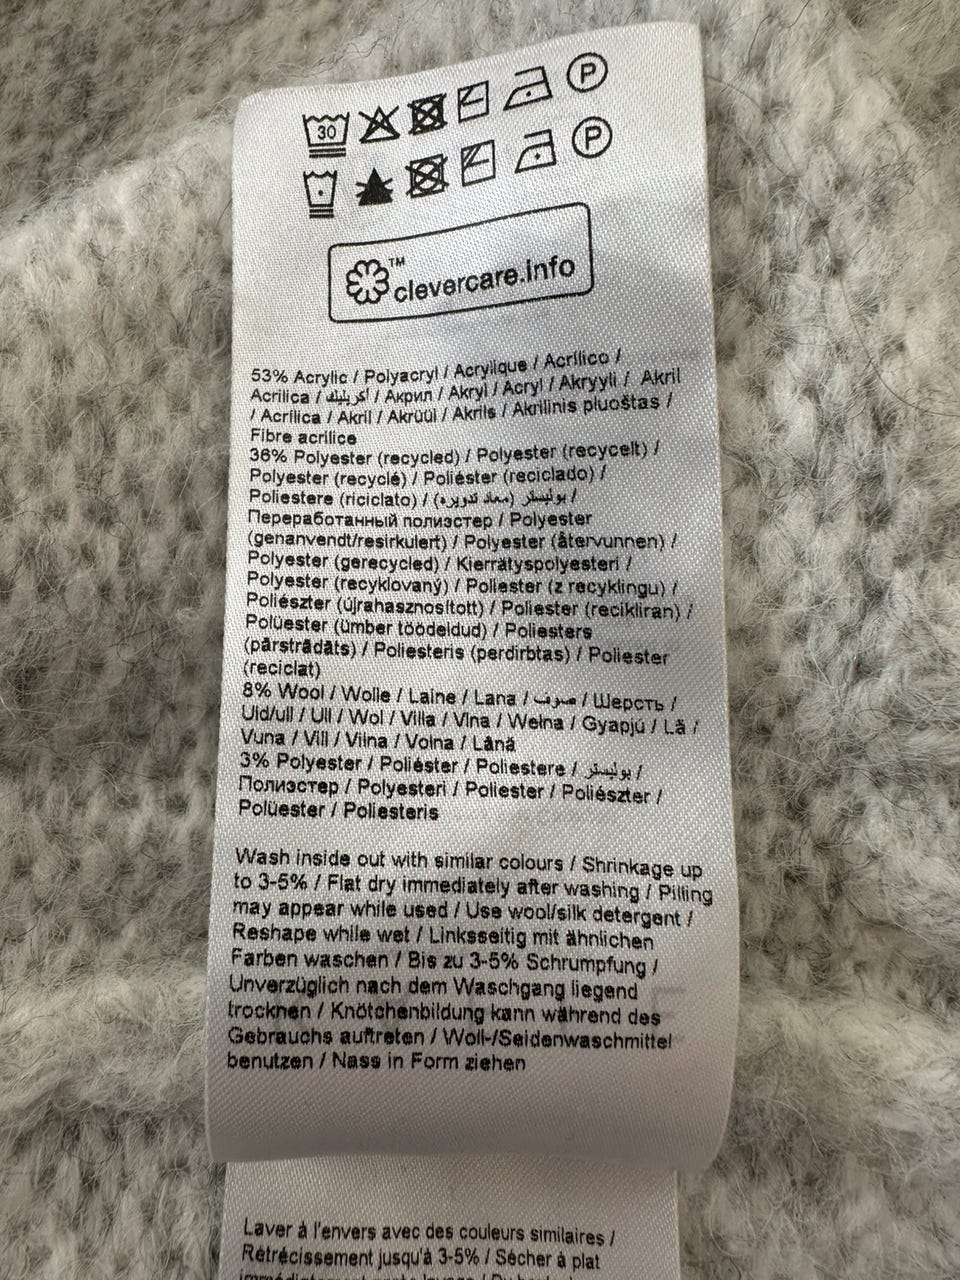 30 P
P
™
clevercare.info
53% Acrylic / Polyacryl / Acrylique / Acrílico /
Acrilica / أكريليك / Акрил / Akryl / Acryl / Akryyli / Akril
/ Acrílica / Akril / Akrüül / Akrils / Akrilinis pluoštas /
Fibre acrilice
36% Polyester (recycled) / Polyester (recycelt) /
Polyester (recyclé) / Poliéster (reciclado) /
Poliestere (riciclato) / بوليستر (معاد تدويره) /
Переработанный полиэстер / Polyester
(genanvendt/resirkulert) / Polyester (återvunnen) /
Polyester (gerecycled) / Kierrätyspolyesteri /
Polyester (recyklovaný) / Poliester (z recyklingu) /
Poliészter (újrahasznosított) / Poliester (recikliran) /
Polüester (ümber töödeldud) / Poliesters
(pārstrādāts) / Poliesteris (perdirbtas) / Poliester
(reciclat)
8% Wool / Wolle / Laine / Lana / صوف / Шерсть /
Uld/ull / Ull / Wol / Villa / Vlna / Wełna / Gyapjú / Lã /
Vuna / Vill / Vilna / Volna / Lână
3% Polyester / Poliéster / Poliestere / بوليستر /
Полиэстер / Polyesteri / Poliester / Poliészter /
Polüester / Poliesteris
Wash inside out with similar colours / Shrinkage up
to 3-5% / Flat dry immediately after washing / Pilling
may appear while used / Use wool/silk detergent /
Reshape while wet / Linksseitig mit ähnlichen
Farben waschen / Bis zu 3-5% Schrumpfung /
Unverzüglich nach dem Waschgang liegend
trocknen / Knötchenbildung kann während des
Gebrauchs auftreten / Woll-/Seidenwaschmittel
benutzen / Nass in Form ziehen
Laver à l'envers avec des couleurs similaires /
Rétrécissement jusqu'à 3-5% / Sécher à plat